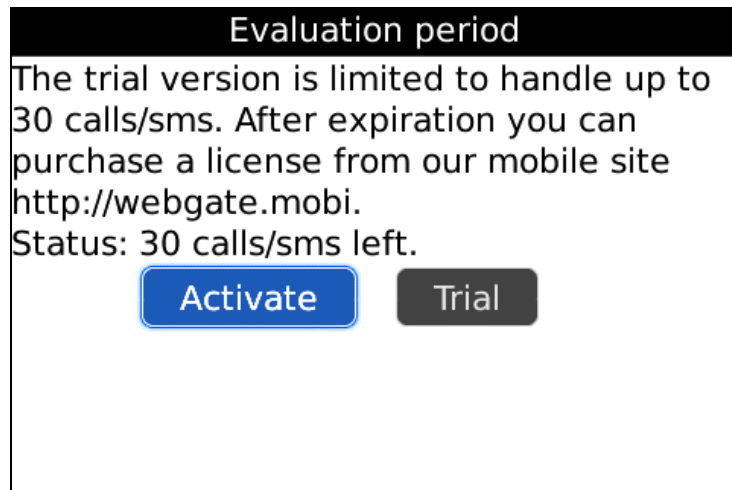 Evaluation period
The trial version is limited to handle up to
30 calls/sms. After expiration you can
purchase a license from our mobile site
http://webgate.mobi.
Status: 30 calls/sms left.
Activate Trial